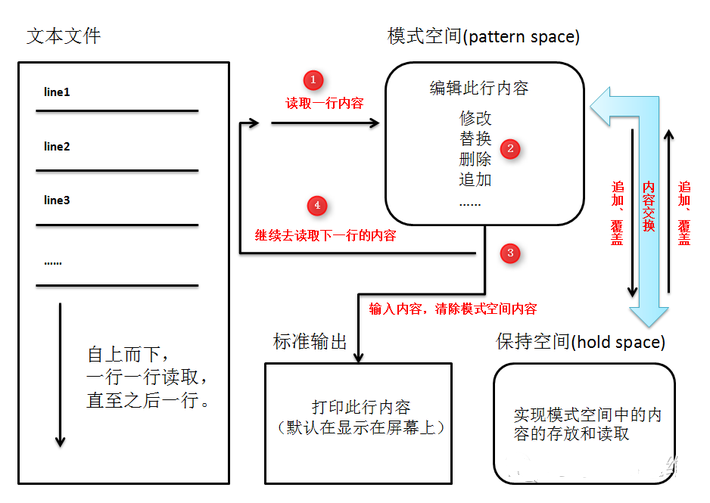 文本文件
模式空间(pattern space)
line1
line2
line3
......
自上而下，
一行一行读取，
直至之后一行。
1
读取一行内容
编辑此行内容
修改
替换
删除
追加
......
2
4
继续去读取下一行的内容
3
输入内容，清除模式空间内容
追加、覆盖
内容交换
追加、覆盖
标准输出
打印此行内容
（默认在显示在屏幕上）
保持空间(hold space)
实现模式空间中的内
容的存放和读取